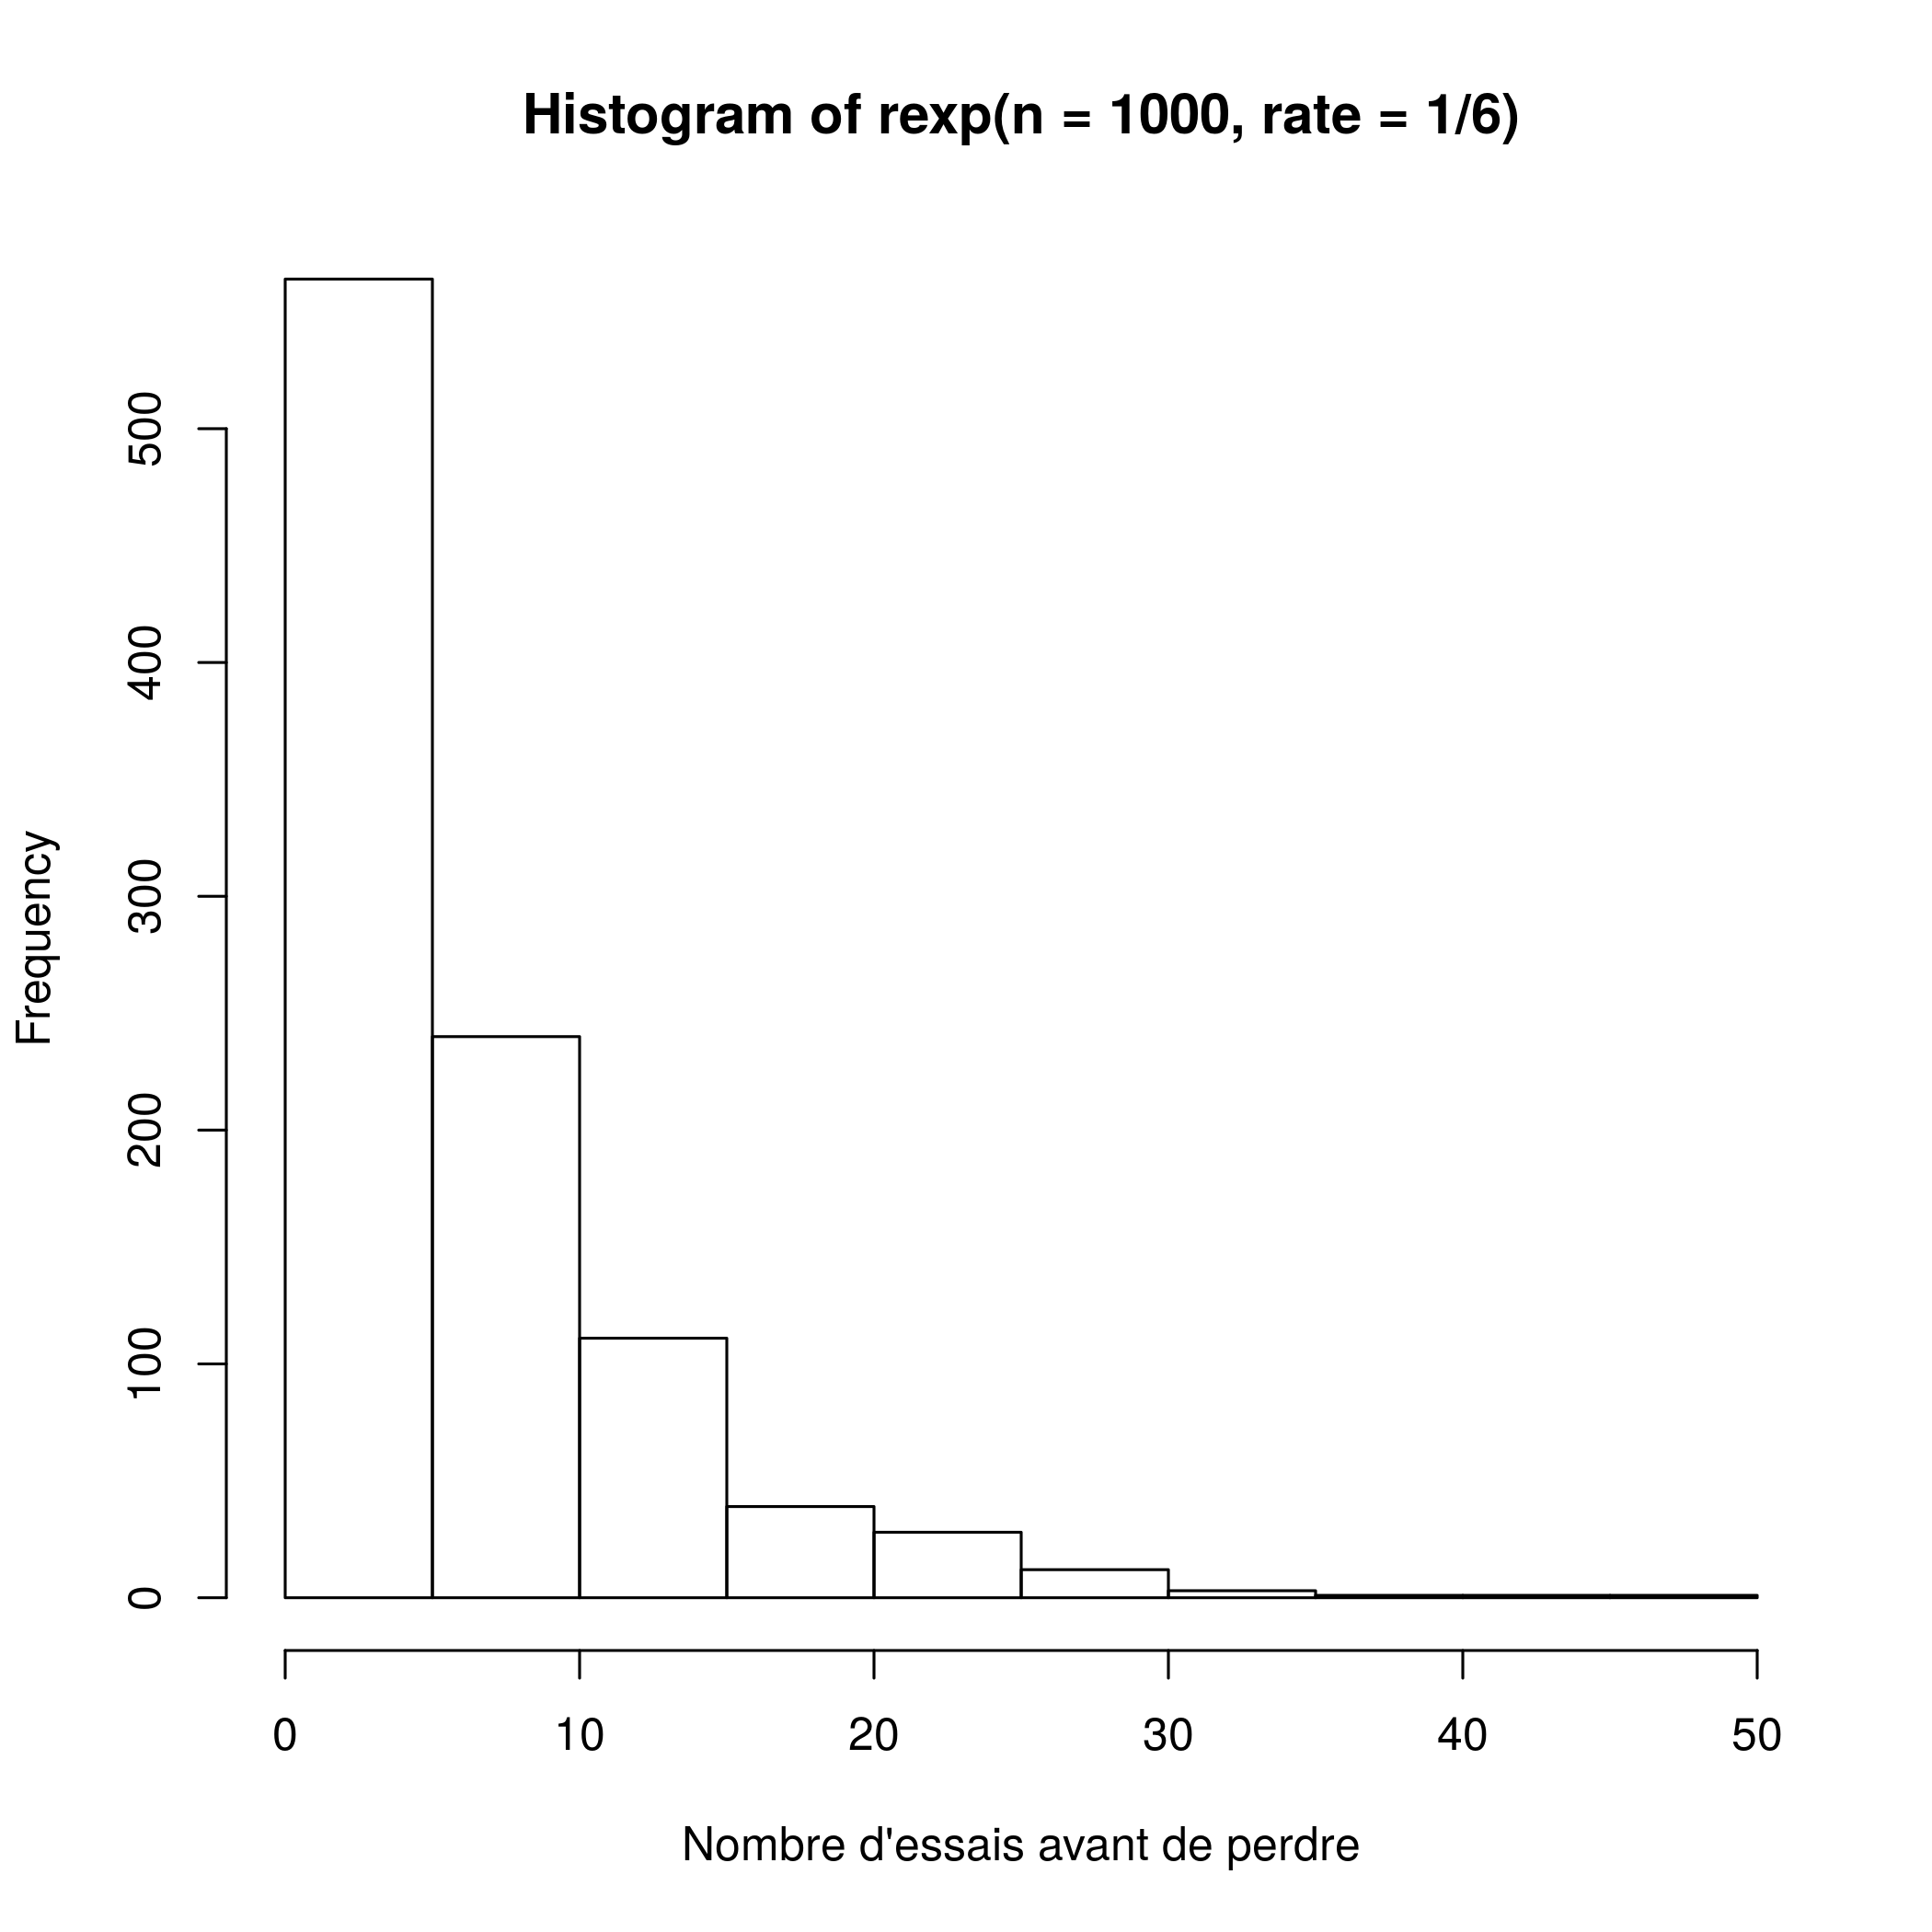 Histogram of rexp(n = 1000, rate = 1/6)
Frequency
500
400
300
200
100
0
0 10 20 30 40 50
Nombre d'essais avant de perdre